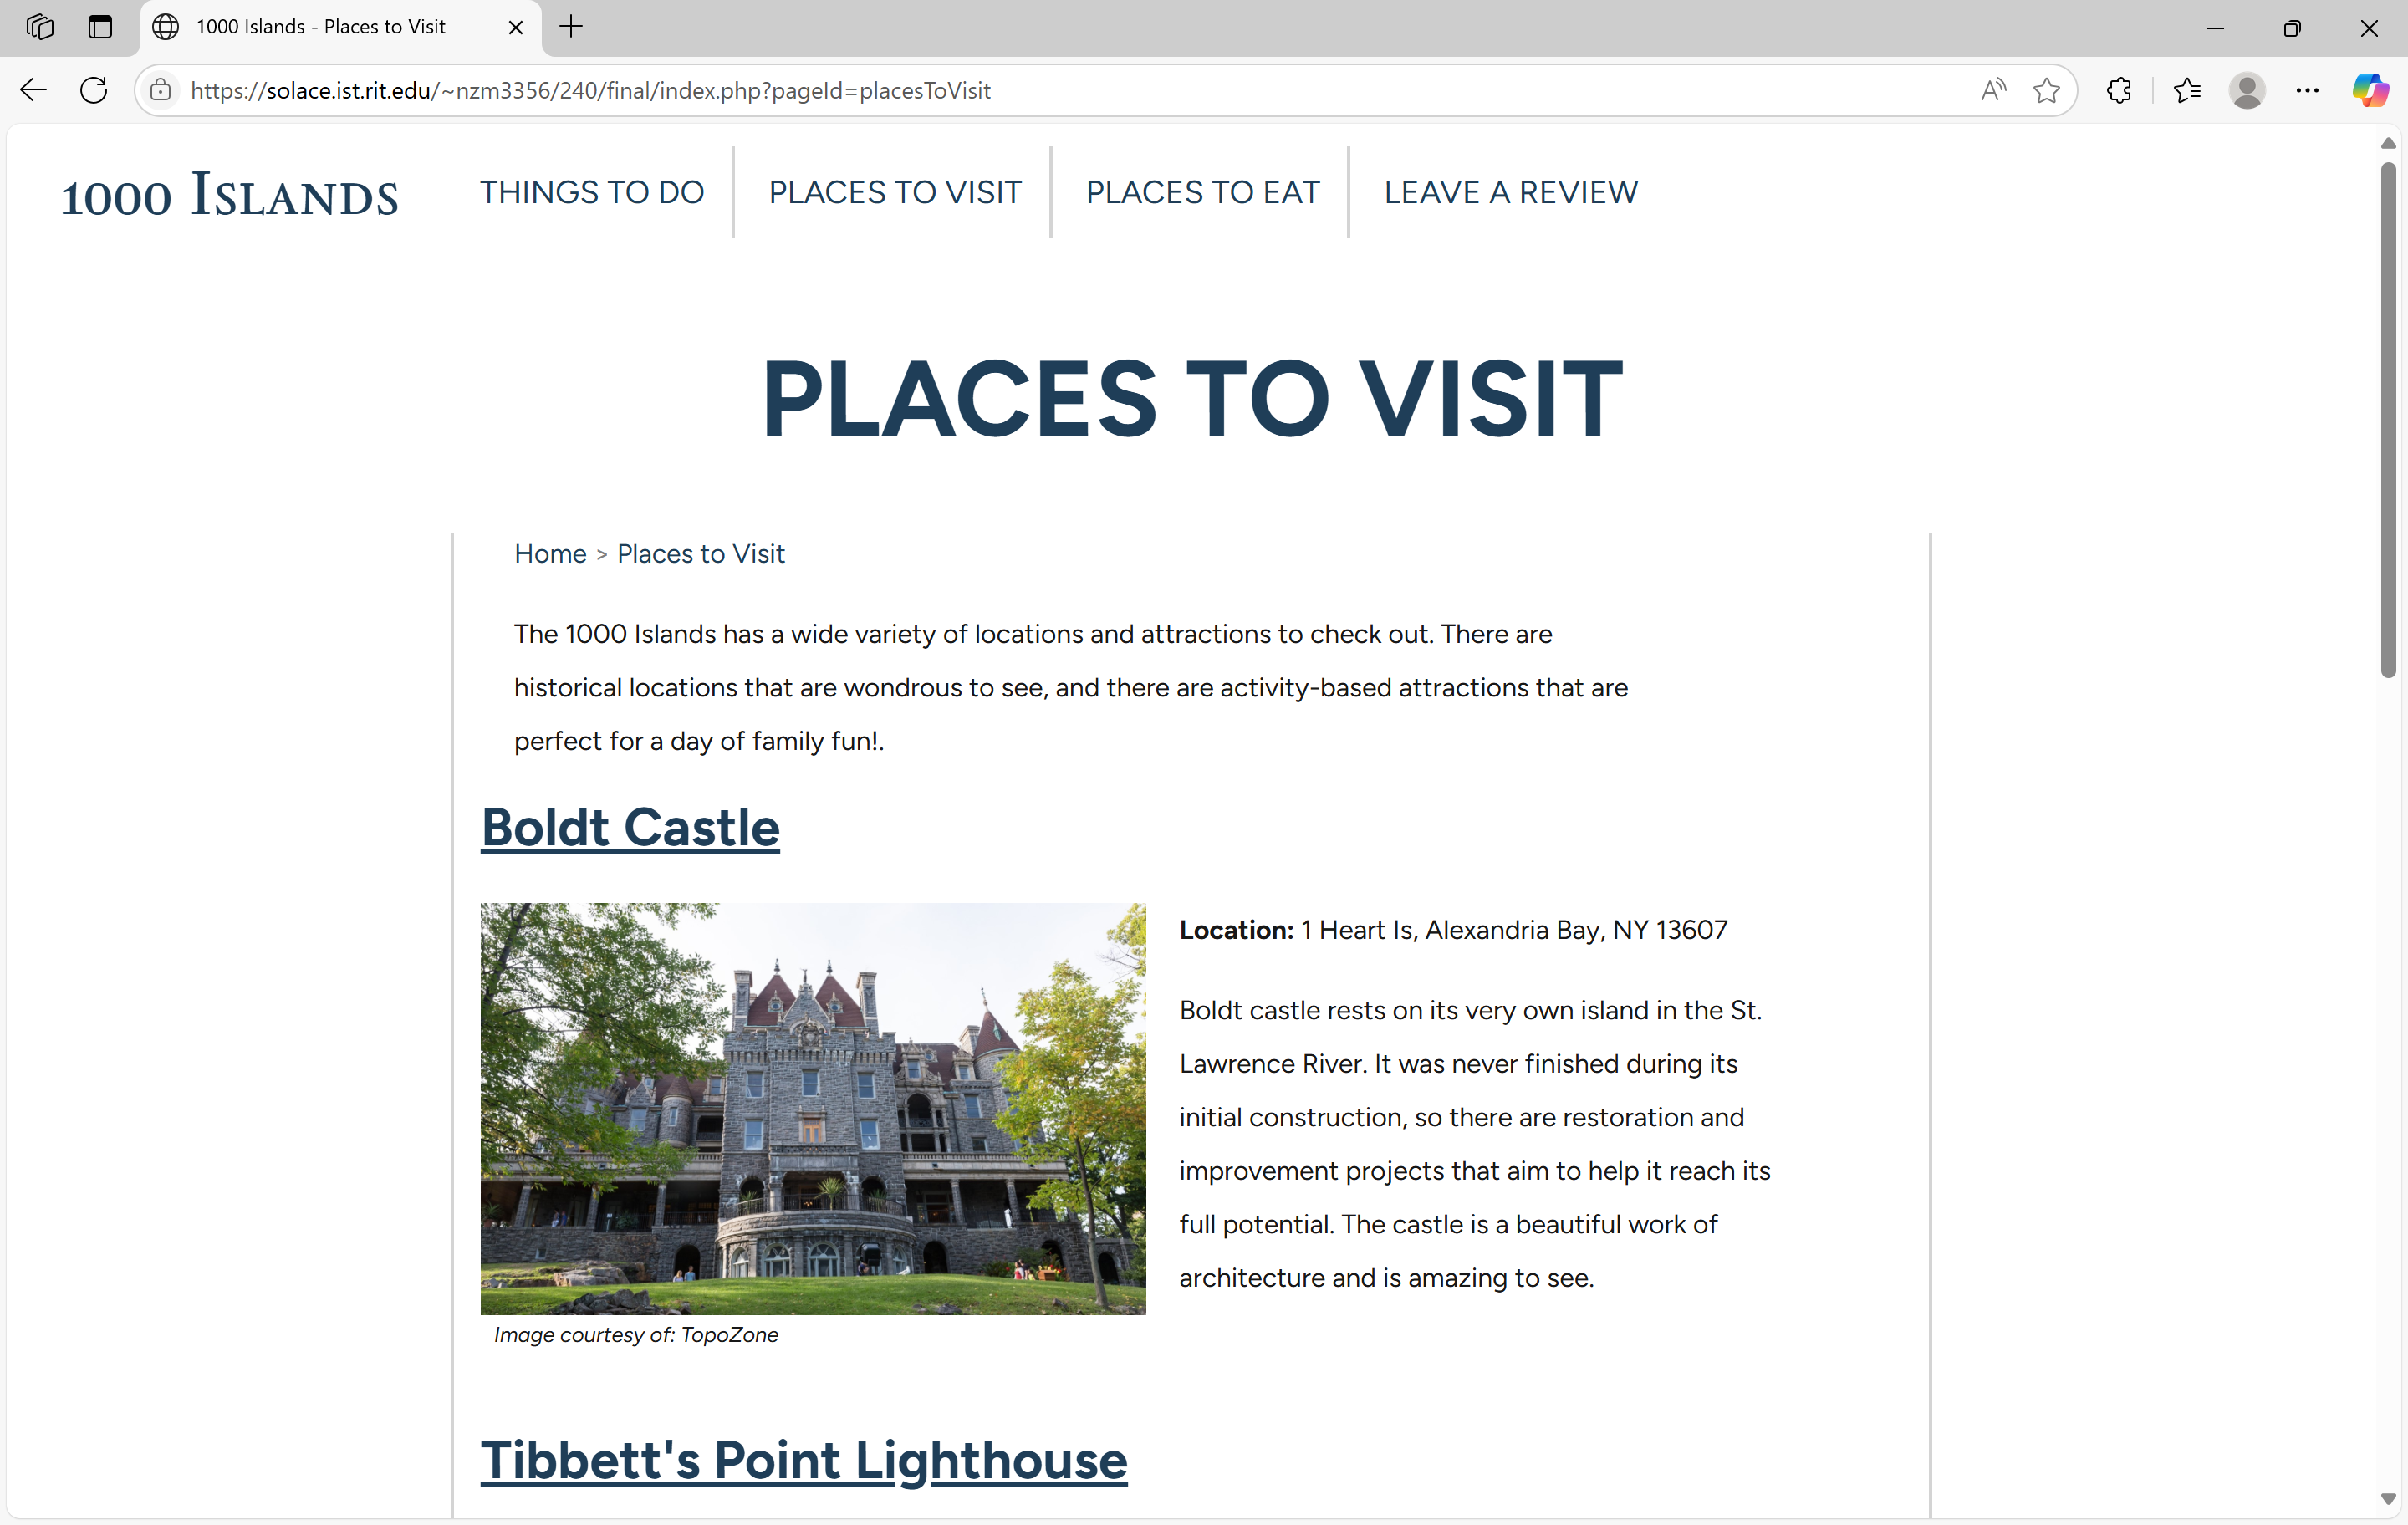 1000 Islands - Places to Visit
https://solace.ist.rit.edu/~nzm3356/240/final/index.php?pageId=placesToVisit
1000 Islands
THINGS TO DO
PLACES TO VISIT
PLACES TO EAT
LEAVE A REVIEW
PLACES TO VISIT
Home > Places to Visit
The 1000 Islands has a wide variety of locations and attractions to check out. There are
historical locations that are wondrous to see, and there are activity-based attractions that are
perfect for a day of family fun!.
Boldt Castle
Location: 1 Heart Is, Alexandria Bay, NY 13607
Boldt castle rests on its very own island in the St.
Lawrence River. It was never finished during its
initial construction, so there are restoration and
improvement projects that aim to help it reach its
full potential. The castle is a beautiful work of
architecture and is amazing to see.
Image courtesy of: TopoZone
Tibbett's Point Lighthouse